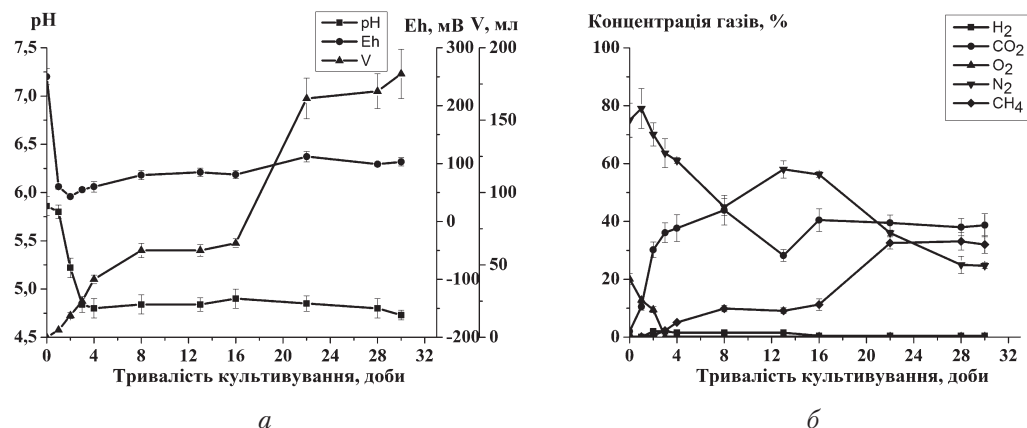 pH
Eh, мВ V, мл
7,5
7,0
6,5
6,0
5,5
5,0
4,5
300
200
100
0
-100
-200
250
200
150
100
50
0
pH
Eh
V
0 4 8 12 16 20 24 28 32
Тривалість культивування, доби
а
Концентрація газів, %
100
80
60
40
20
0
H2
CO2
O2
N2
CH4
0 4 8 12 16 20 24 28 32
Тривалість культивування, доби
б